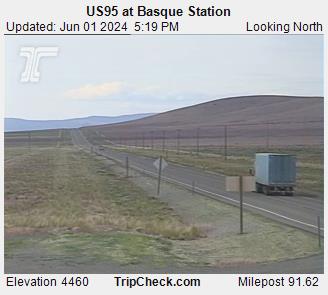 US95 at Basque Station
Updated: Jun 01 2024 5:19 PM Looking North
Elevation 4460 TripCheck.com Milepost 91.62